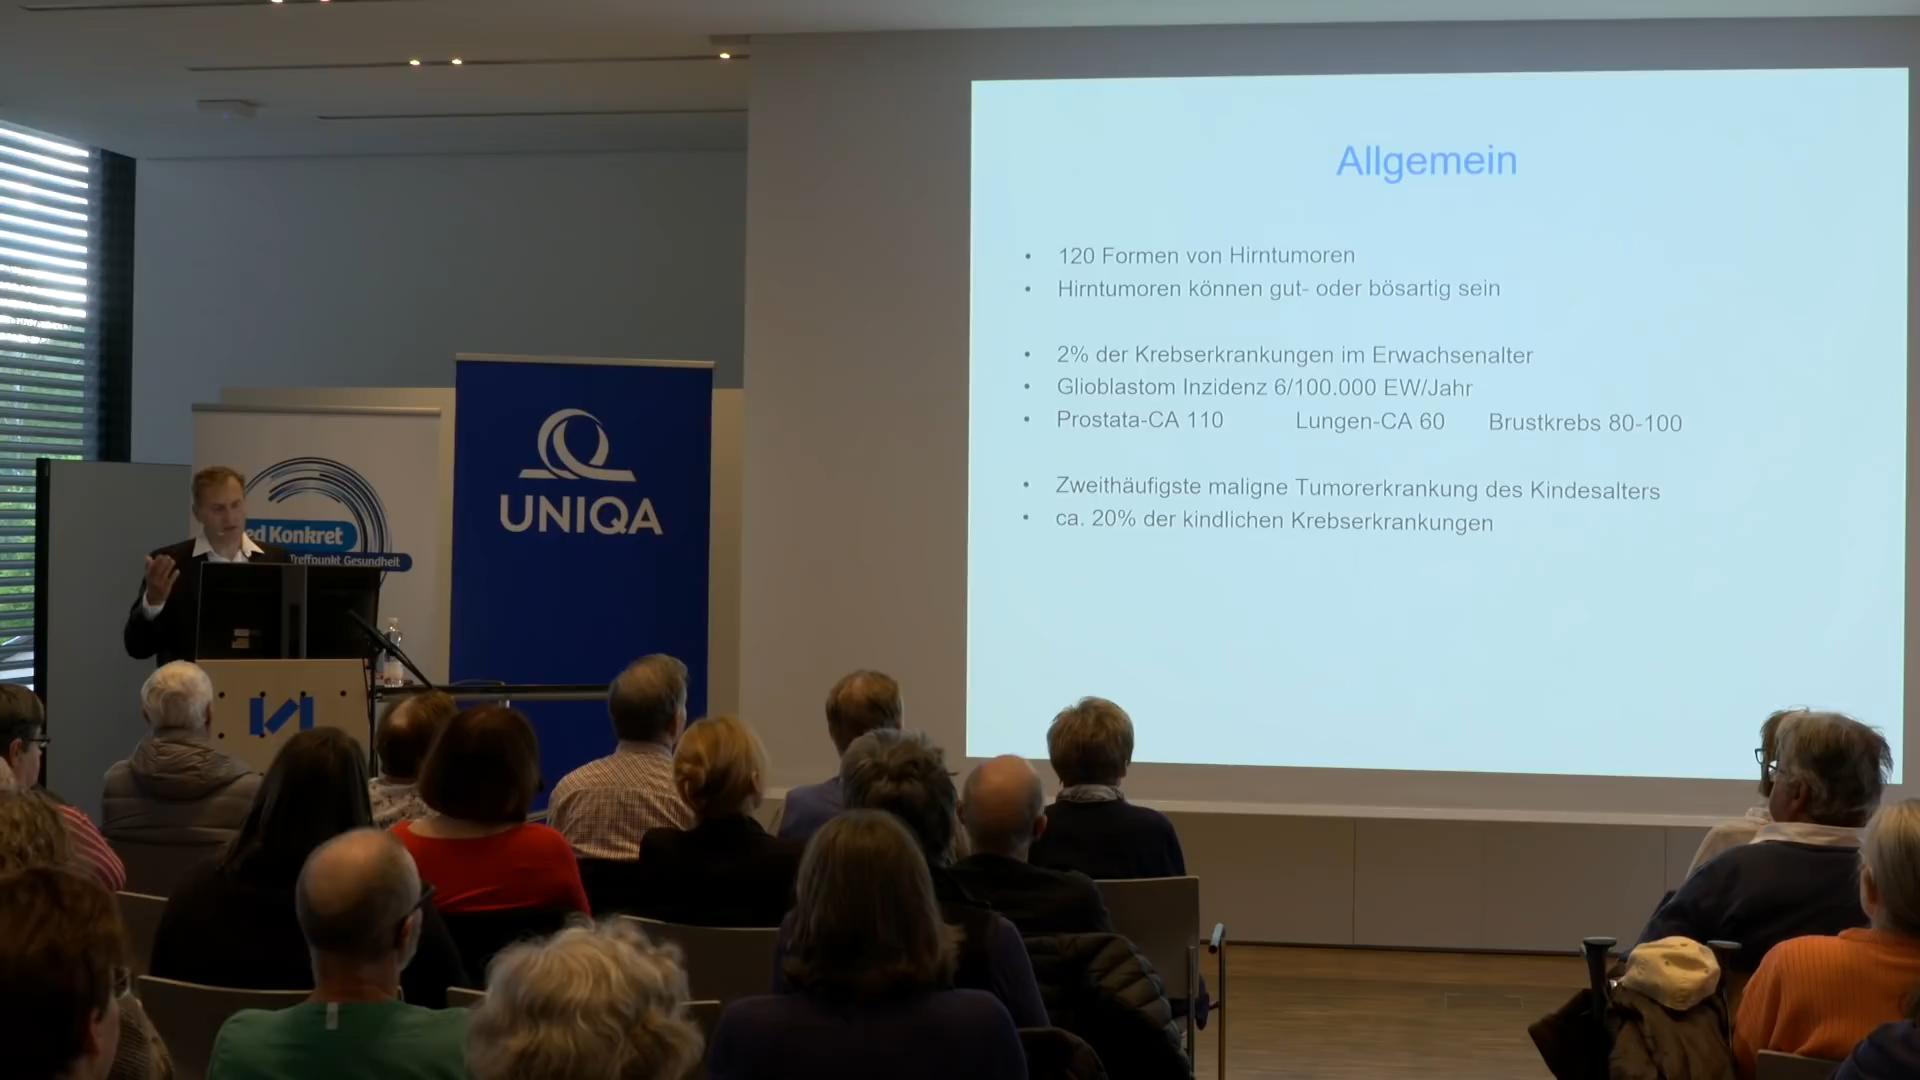 Allgemein
• 120 Formen von Hirntumoren
• Hirntumoren können gut- oder bösartig sein
• 2% der Krebserkrankungen im Erwachsenalter
• Glioblastom Inzidenz 6/100.000 EW/Jahr
• Prostata-CA 110 Lungen-CA 60 Brustkrebs 80-100
• Zweithäufigste maligne Tumorerkrankung des Kindesalters
• ca. 20% der kindlichen Krebserkrankungen
ed Konkret
Treffpunkt Gesundheit
UNIQA